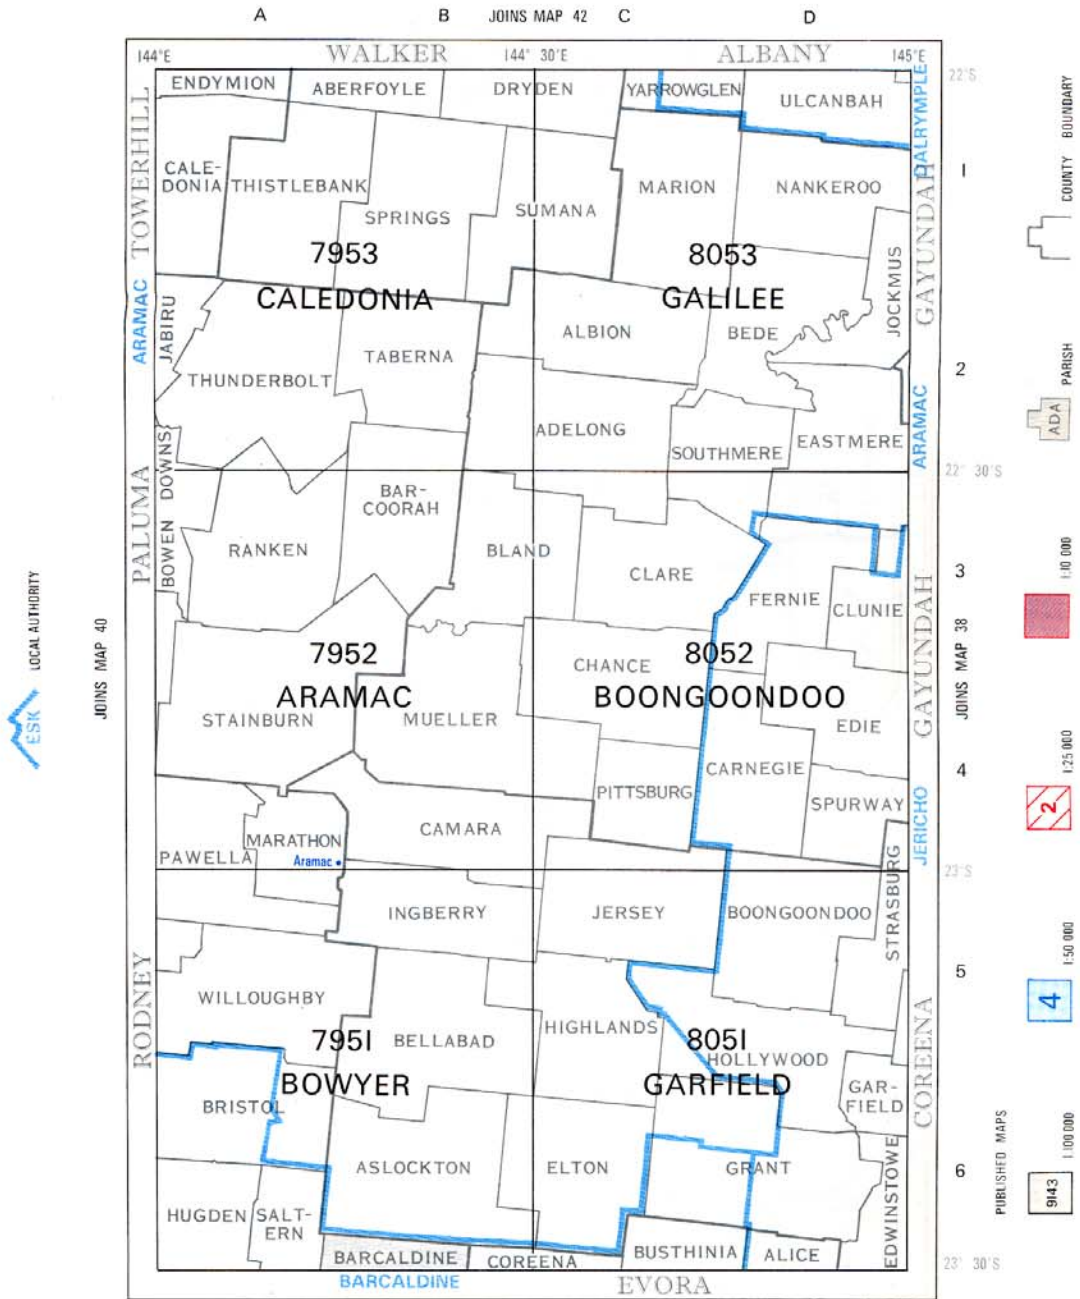 A B JOINS MAP 42 C D
144°E WALKER 144° 30'E ALBANY 145°E
22°S
ENDYMION ABERFOYLE DRYDEN YARROWGLEN ULCANBAH
DALRYMPLE
TOWERHILL
CALE-
DONIA
THISTLEBANK
SPRINGS
SUMANA
MARION
NANKEROO
1
7953
CALEDONIA
8053
GALILEE
JOCKMUS
GAYUNDAH
ARAMAC
JABIRU
TABERNA
ALBION
BEDE
2
THUNDERBOLT
ADELONG
SOUTHMERE
EASTMERE
ARAMAC
22° 30'S
PALUMA
BOWEN DOWNS
BAR-
COORAH
RANKEN
BLAND
CLARE
FERNIE
CLUNIE
3
GAYUNDAH
JOINS MAP 40
JOINS MAP 38
7952
ARAMAC
8052
BOONGOONDOO
CHANCE
STAINBURN
MUELLER
EDIE
CARNEGIE
PITTSBURG
SPURWAY
4
JERICHO
CAMARA
MARATHON
PAWELLA
Aramac
23°S
STRASBURG
INGBERRY
JERSEY
BOONGOONDOO
5
RODNEY
WILLOUGHBY
BELLABAD
HIGHLANDS
7951
BOWYER
8051
GARFIELD
HOLLYWOOD
GAR-
FIELD
COREENA
BRISTOL
ASLOCKTON
ELTON
GRANT
6
EDWINSTOWE
HUGDEN
SALT-
ERN
BARCALDINE
COREENA
BUSTHINIA
ALICE
23° 30'S
BARCALDINE
EVORA
ESK
LOCAL AUTHORITY
COUNTY BOUNDARY
ADA
PARISH
1:10 000
2
1:25 000
4
1:50 000
PUBLISHED MAPS
9143
1:100 000